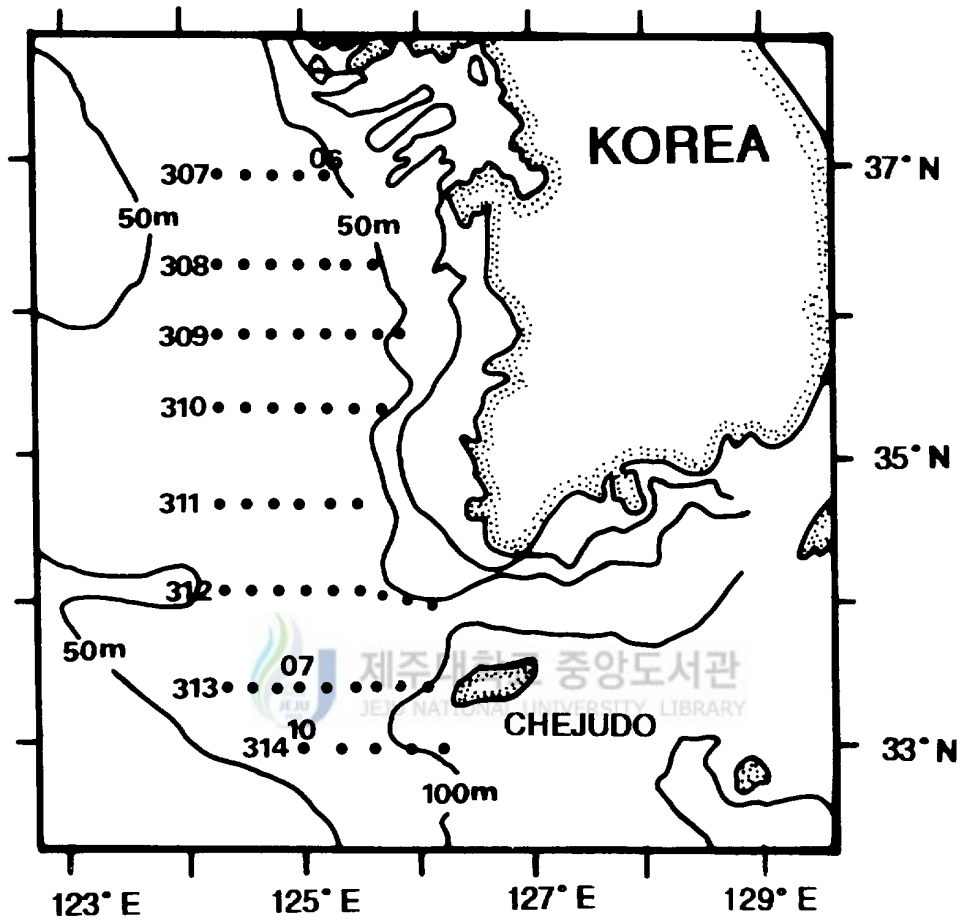 KOREA
37°N
06
307
50m
50m
308
309
310
35°N
311
312
50m
07
제주대학교 중앙도서관
313
JEJU
JEJU NATIONAL UNIVERSITY LIBRARY
10
CHEJUDO
314
33°N
100m
123°E
125°E
127°E
129°E